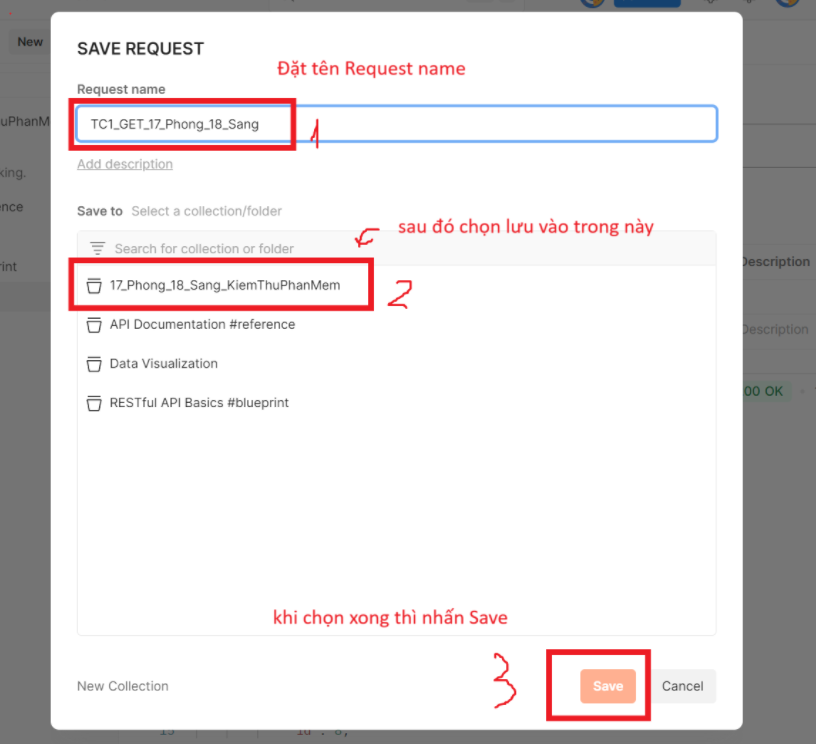 New
SAVE REQUEST
Đặt tên Request name
Request name
TC1_GET_17_Phong_18_Sang
1
uPhanM
Add description
king.
ence
Save to Select a collection/folder
sau đó chọn lưu vào trong này
Search for collection or folder
Description
rint
17_Phong_18_Sang_KiemThuPhanMem
2
API Documentation #reference
Description
Data Visualization
00 OK
RESTful API Basics #blueprint
khi chọn xong thì nhấn Save
3
New Collection
Save
Cancel